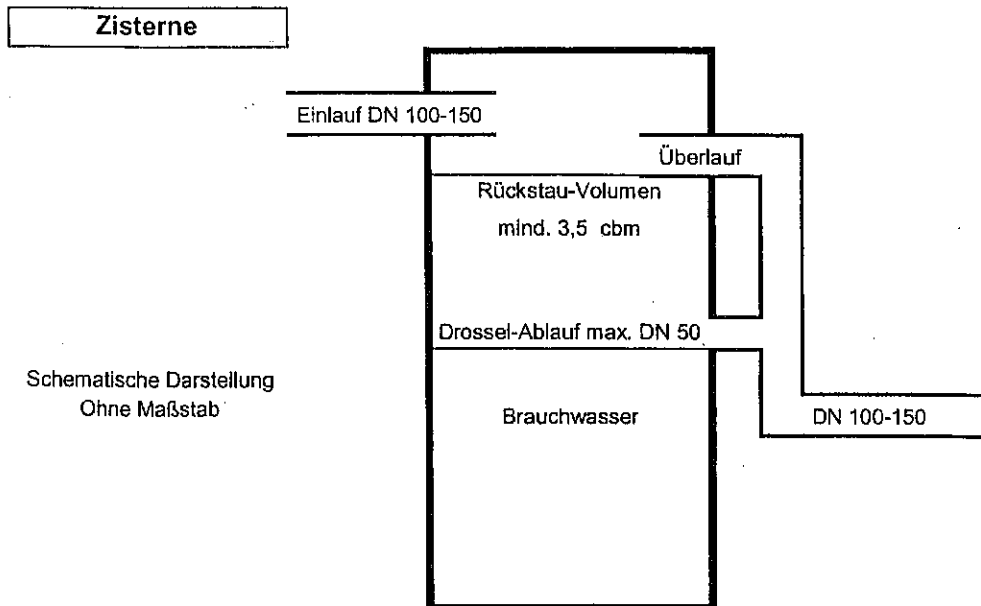 Zisterne
Einlauf DN 100-150
Überlauf
Rückstau-Volumen
mind. 3,5 cbm
Drossel-Ablauf max. DN 50
Schematische Darstellung
Ohne Maßstab
Brauchwasser
DN 100-150